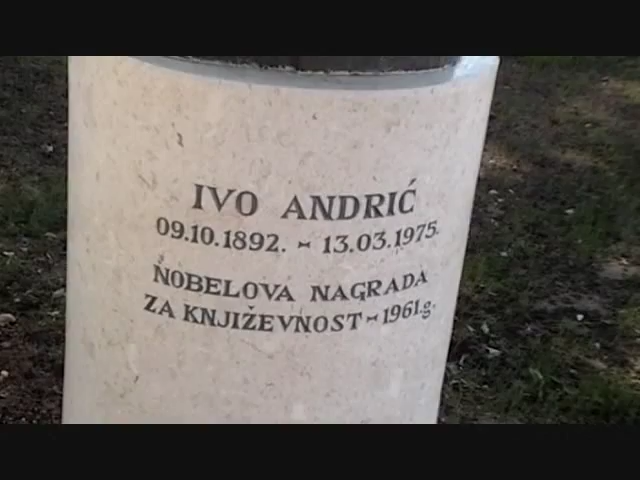 IVO ANDRIĆ
09.10.1892. - 13.03.1975.
NOBELOVA NAGRADA
ZA KNJIŽEVNOST - 1961.g.